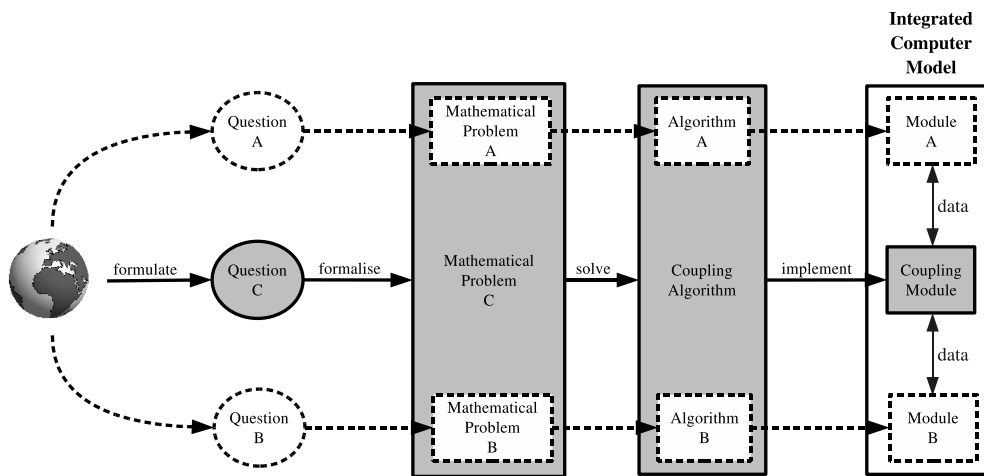 Integrated
Computer
Model
Question
A
Mathematical
Problem
A
Algorithm
A
Module
A
data
formulate
Question
C
formalise
Mathematical
Problem
C
solve
Coupling
Algorithm
implement
Coupling
Module
data
Question
B
Mathematical
Problem
B
Algorithm
B
Module
B